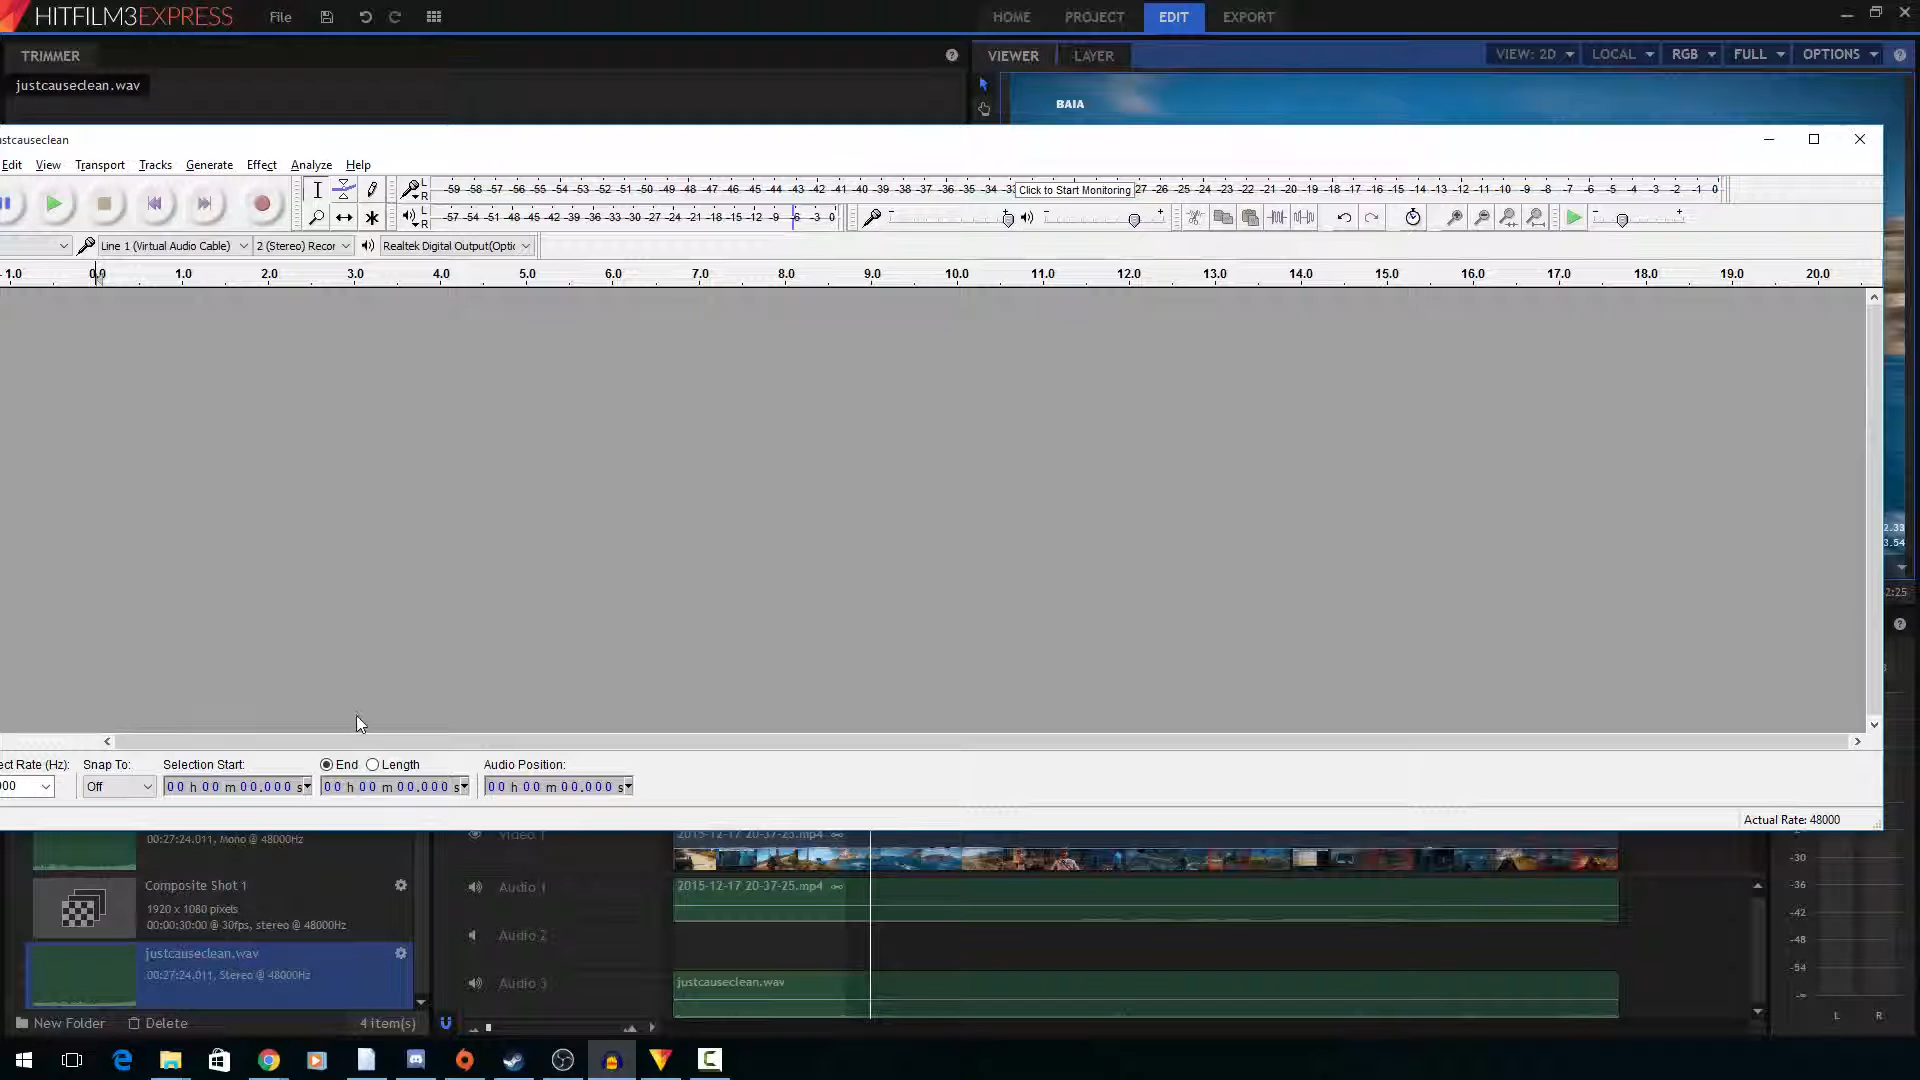 HITFILM3EXPRESS
File
HOME
PROJECT
EDIT
EXPORT
TRIMMER
VIEWER
LAYER
VIEW: 2D
LOCAL
RGB
FULL
OPTIONS
justcauseclean.wav
BAIA
stcauseclean
Edit View Transport Tracks Generate Effect Analyze Help
L
R
-59 -58 -57 -56 -55 -54 -53 -52 -51 -50 -49 -48 -47 -46 -45 -44 -43 -42 -41 -40 -39 -38 -37 -36 -35 -34 Click to Start Monitoring 27 -26 -25 -24 -23 -22 -21 -20 -19 -18 -17 -16 -15 -14 -13 -12 -11 -10 -9 -8 -7 -6 -5 -4 -3 -2 -1 0
L
R
-57 -54 -51 -48 -45 -42 -39 -36 -33 -30 -27 -24 -21 -18 -15 -12 -9 -6 -3 0
Line 1 (Virtual Audio Cable)
2 (Stereo) Recor
Realtek Digital Output(Optic
-1.0 0.0 1.0 2.0 3.0 4.0 5.0 6.0 7.0 8.0 9.0 10.0 11.0 12.0 13.0 14.0 15.0 16.0 17.0 18.0 19.0 20.0
2.33
3.54
2:25
ect Rate (Hz):
Snap To:
Selection Start:
End
Length
Audio Position:
000
Off
00 h 00 m 00.000 s
00 h 00 m 00.000 s
00 h 00 m 00.000 s
Actual Rate: 48000
00:27:24.011, Mono @ 48000Hz
Video 1
2015-12-17 20-37-25.mp4
Composite Shot 1
1920 x 1080 pixels
00:00:30:00 @ 30fps, stereo @ 48000Hz
Audio 1
2015-12-17 20-37-25.mp4
Audio 2
justcauseclean.wav
00:27:24.011, Stereo @ 48000Hz
Audio 3
justcauseclean.wav
New Folder
Delete
4 item(s)
-30
-36
-42
-48
-54
-∞
L
R